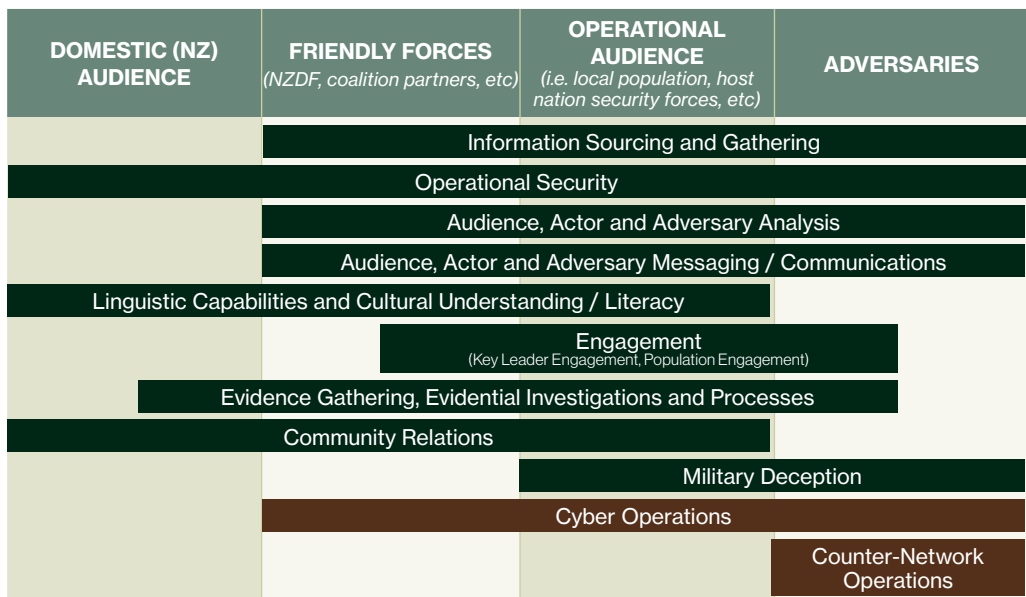 DOMESTIC (NZ)
AUDIENCE
FRIENDLY FORCES
(NZDF, coalition partners, etc)
OPERATIONAL
AUDIENCE
(i.e. local population, host
nation security forces, etc)
ADVERSARIES
Information Sourcing and Gathering
Operational Security
Audience, Actor and Adversary Analysis
Audience, Actor and Adversary Messaging / Communications
Linguistic Capabilities and Cultural Understanding / Literacy
Engagement
(Key Leader Engagement, Population Engagement)
Evidence Gathering, Evidential Investigations and Processes
Community Relations
Military Deception
Cyber Operations
Counter-Network
Operations